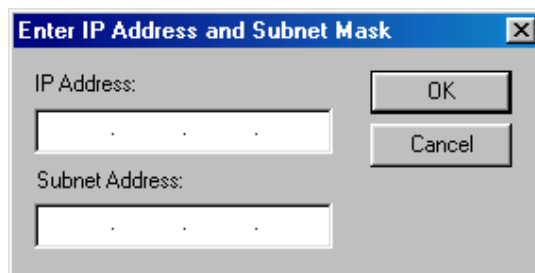 Enter IP Address and Subnet Mask
IP Address:
. . .
OK
Cancel
Subnet Address:
. . .